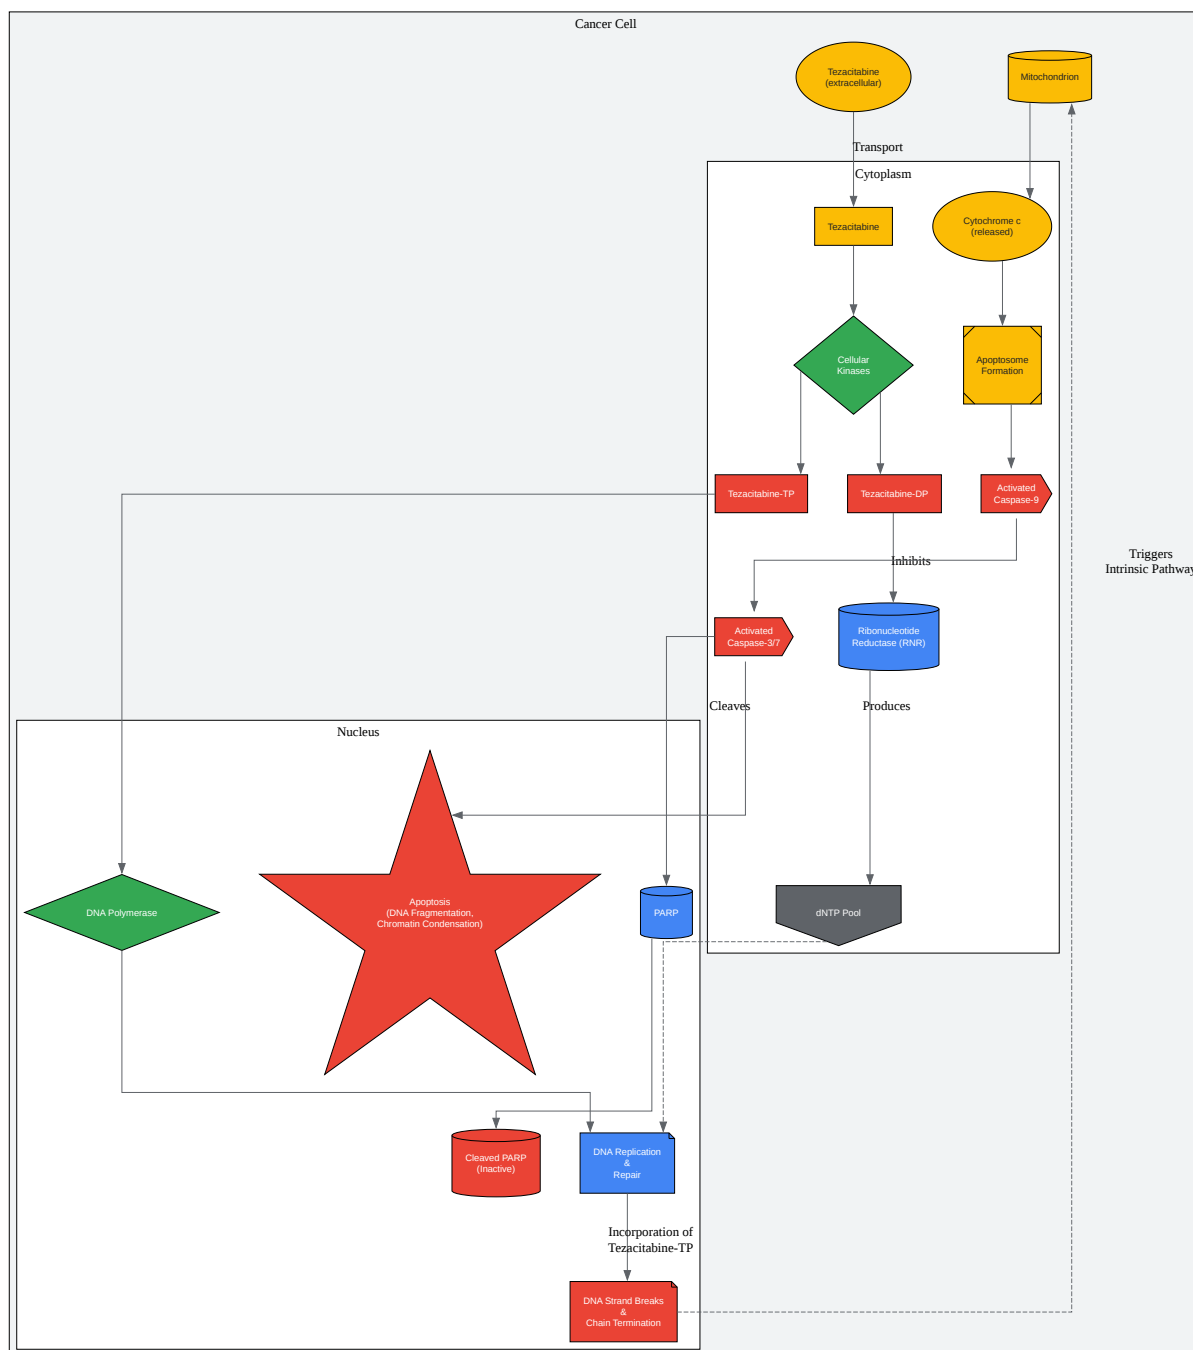 Cancer Cell
Tezacitabine
(extracellular)
Mitochondrion
Transport
Cytoplasm
Tezacitabine
Cytochrome c
(released)
Cellular
Kinases
Apoptosome
Formation
Tezacitabine-TP
Tezacitabine-DP
Activated
Caspase-9
Inhibits
Triggers
Intrinsic Pathway
Activated
Caspase-3/7
Ribonucleotide
Reductase (RNR)
Cleaves
Produces
Nucleus
DNA Polymerase
Apoptosis
(DNA Fragmentation,
Chromatin Condensation)
PARP
dNTP Pool
Cleaved PARP
(Inactive)
DNA Replication
&
Repair
Incorporation of
Tezacitabine-TP
DNA Strand Breaks
&
Chain Termination